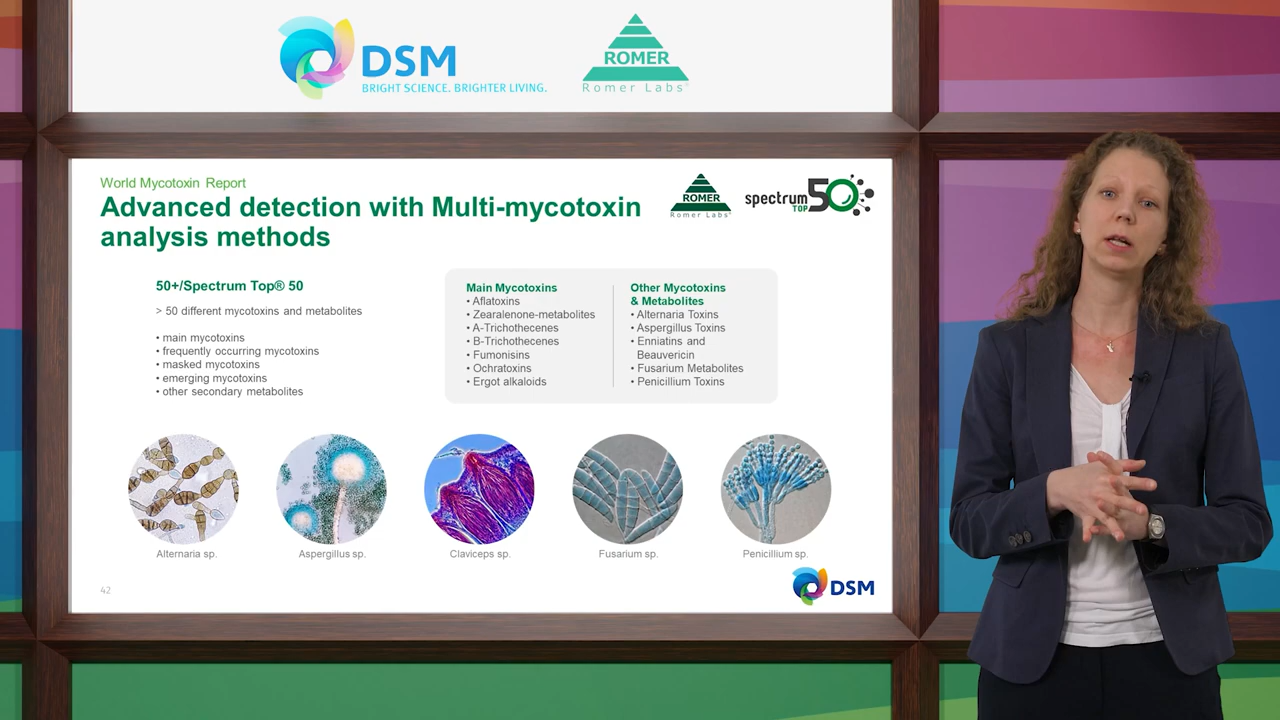 DSM
BRIGHT SCIENCE. BRIGHTER LIVING.
ROMER
Romer Labs®
World Mycotoxin Report
Advanced detection with Multi-mycotoxin
analysis methods
ROMER
Romer Labs®
spectrum
TOP
50
50+/Spectrum Top® 50
> 50 different mycotoxins and metabolites
• main mycotoxins
• frequently occurring mycotoxins
• masked mycotoxins
• emerging mycotoxins
• other secondary metabolites
Main Mycotoxins
• Aflatoxins
• Zearalenone-metabolites
• A-Trichothecenes
• B-Trichothecenes
• Fumonisins
• Ochratoxins
• Ergot alkaloids
Other Mycotoxins
& Metabolites
• Alternaria Toxins
• Aspergillus Toxins
• Enniatins and
Beauvericin
• Fusarium Metabolites
• Penicillium Toxins
Alternaria sp.
Aspergillus sp.
Claviceps sp.
Fusarium sp.
Penicillium sp.
42
DSM